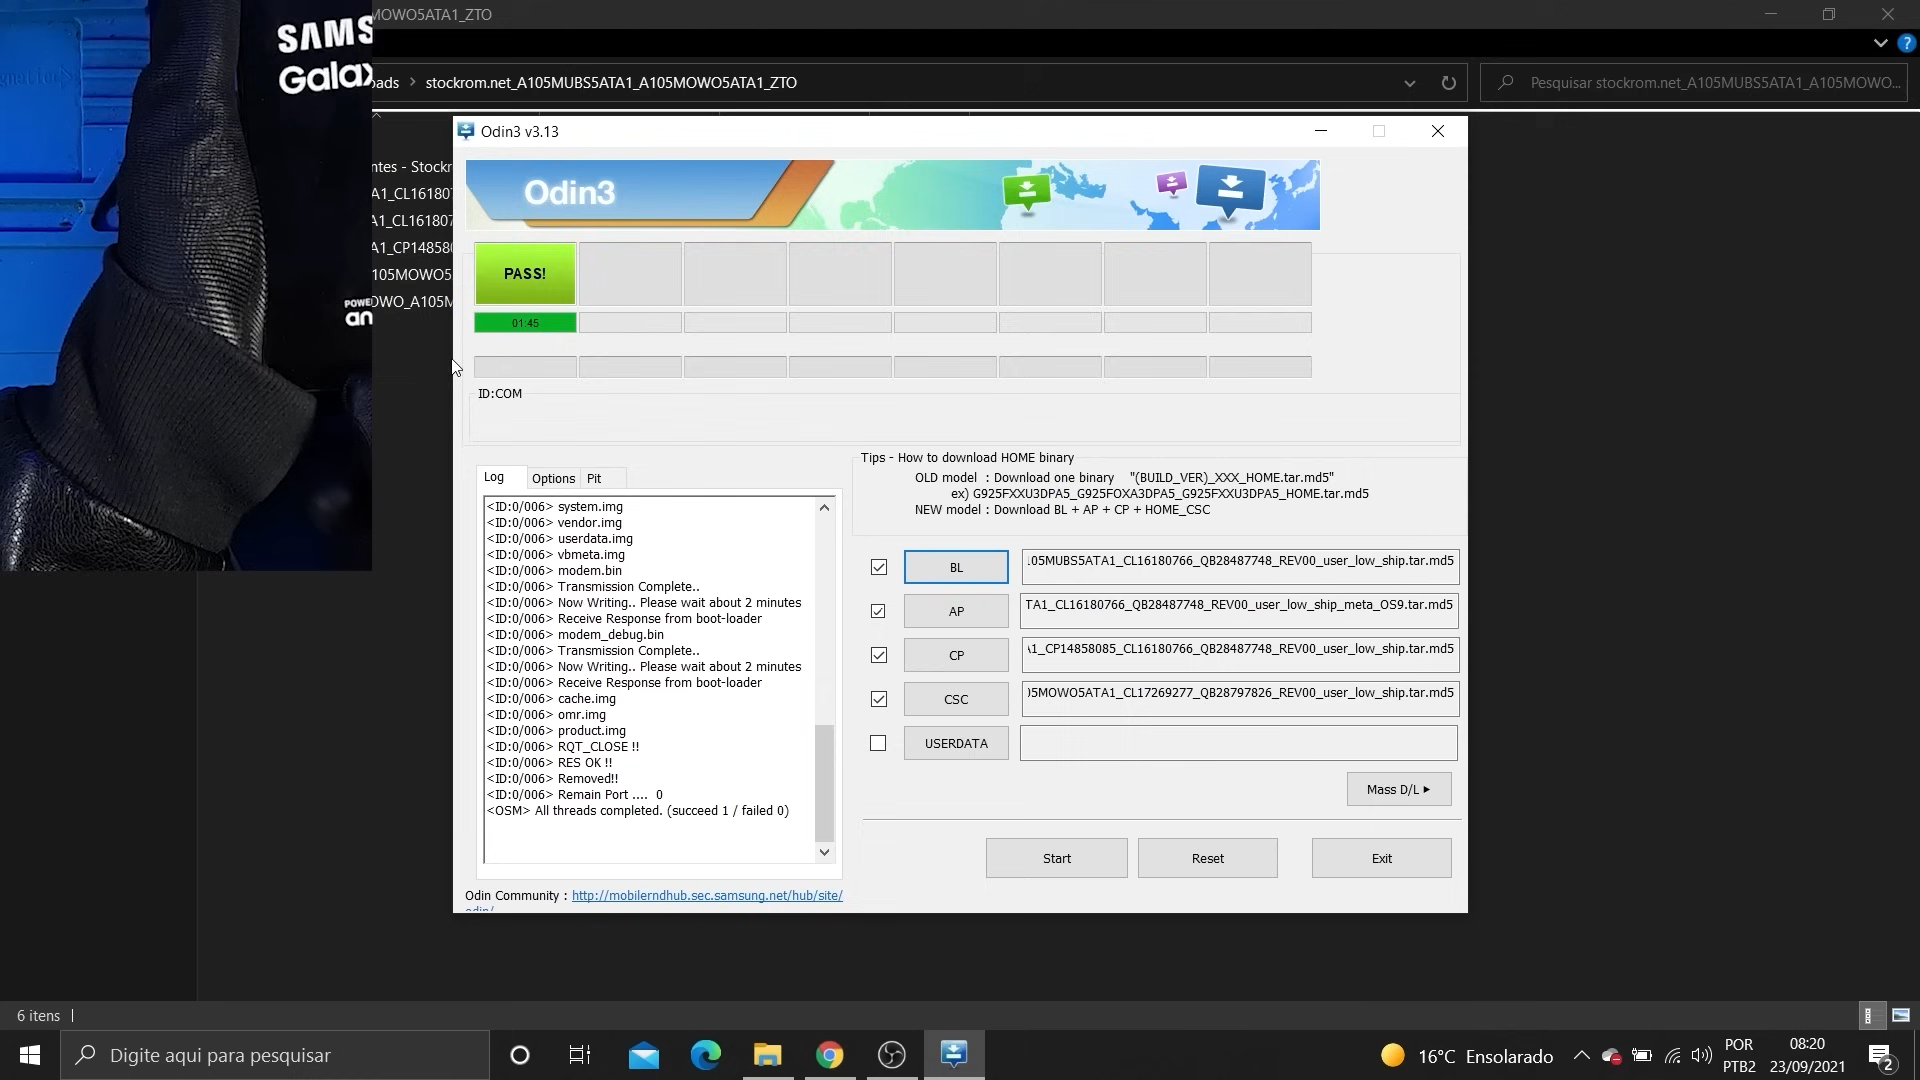 MOWO5ATA1_ZTO
SAMS
Galax
POWE
an
oads > stockrom.net_A105MUBS5ATA1_A105MOWO5ATA1_ZTO
Pesquisar stockrom.net_A105MUBS5ATA1_A105MOWO...
ntes - Stockr
TA1_CL161807
A1_CL161807
A1_CP148580
105MOWO5
OWO_A105M
Odin3 v3.13
Odin3
PASS!
01:45
ID:COM
Log
Options
Pit
<ID:0/006> system.img
<ID:0/006> vendor.img
<ID:0/006> userdata.img
<ID:0/006> vbmeta.img
<ID:0/006> modem.bin
<ID:0/006> Transmission Complete..
<ID:0/006> Now Writing.. Please wait about 2 minutes
<ID:0/006> Receive Response from boot-loader
<ID:0/006> modem_debug.bin
<ID:0/006> Transmission Complete..
<ID:0/006> Now Writing.. Please wait about 2 minutes
<ID:0/006> Receive Response from boot-loader
<ID:0/006> cache.img
<ID:0/006> omr.img
<ID:0/006> product.img
<ID:0/006> RQT_CLOSE !!
<ID:0/006> RES OK !!
<ID:0/006> Removed!!
<ID:0/006> Remain Port .... 0
<OSM> All threads completed. (succeed 1 / failed 0)
Odin Community : http://mobilerndhub.sec.samsung.net/hub/site/
odin/
Tips - How to download HOME binary
OLD model : Download one binary "(BUILD_VER)_XXX_HOME.tar.md5"
ex) G925FXXU3DPA5_G925FOXA3DPA5_G925FXXU3DPA5_HOME.tar.md5
NEW model : Download BL + AP + CP + HOME_CSC
BL
105MUBS5ATA1_CL16180766_QB28487748_REV00_user_low_ship.tar.md5
AP
TA1_CL16180766_QB28487748_REV00_user_low_ship_meta_OS9.tar.md5
CP
A1_CP14858085_CL16180766_QB28487748_REV00_user_low_ship.tar.md5
CSC
05MOWO5ATA1_CL17269277_QB28797826_REV00_user_low_ship.tar.md5
USERDATA
Mass D/L
Start
Reset
Exit
6 itens
Digite aqui para pesquisar
16°C Ensolarado
POR
PTB2
08:20
23/09/2021
2